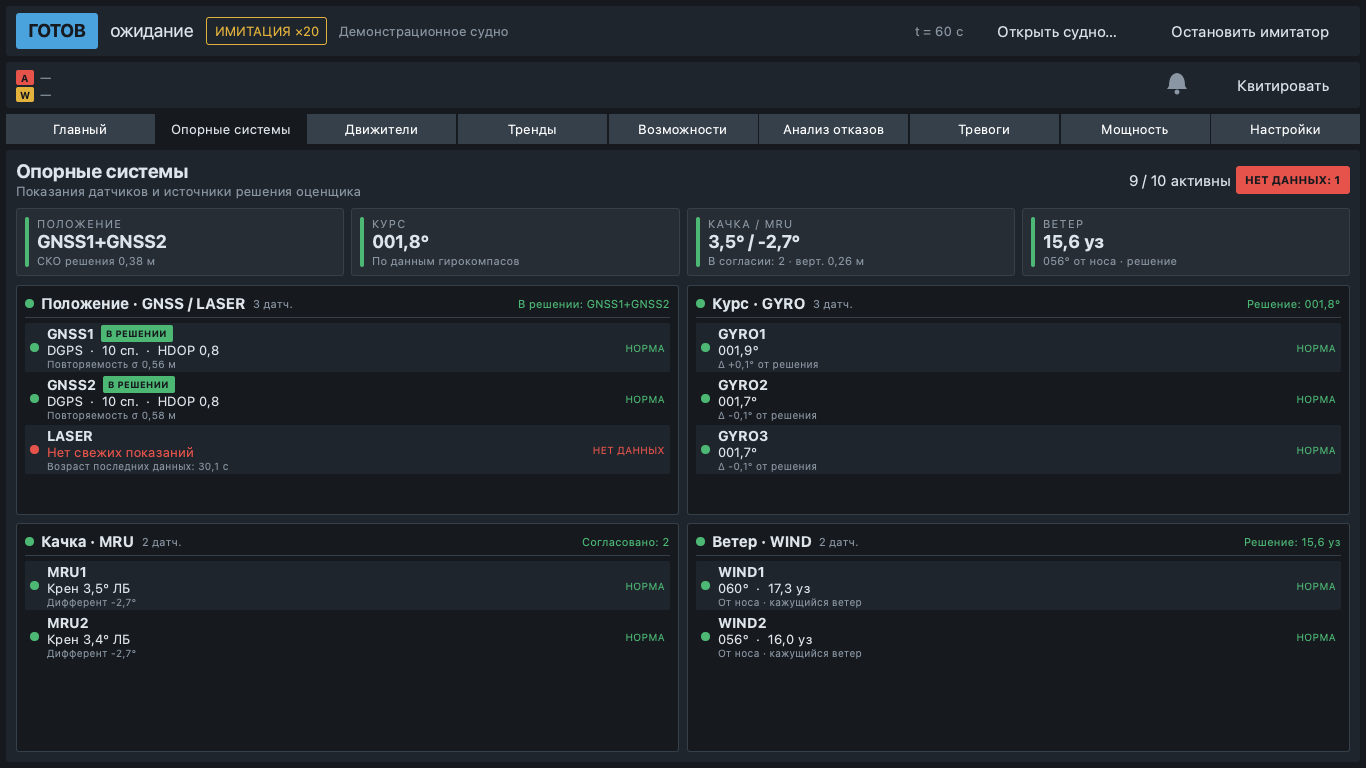 ГОТОВ ожидание ИМИТАЦИЯ ×20 Демонстрационное судно t = 60 с Открыть судно... Остановить имитатор
A —
W —
Квитировать
Главный Опорные системы Движители Тренды Возможности Анализ отказов Тревоги Мощность Настройки
Опорные системы
Показания датчиков и источники решения оценщика
9 / 10 активны НЕТ ДАННЫХ: 1
ПОЛОЖЕНИЕ
GNSS1+GNSS2
СКО решения 0,38 м
КУРС
001,8°
По данным гирокомпасов
КАЧКА / MRU
3,5° / -2,7°
В согласии: 2 · верт. 0,26 м
ВЕТЕР
15,6 уз
056° от носа · решение
Положение · GNSS / LASER 3 датч. В решении: GNSS1+GNSS2
GNSS1 В РЕШЕНИИ
DGPS · 10 сп. · HDOP 0,8 НОРМА
Повторяемость σ 0,56 м
GNSS2 В РЕШЕНИИ
DGPS · 10 сп. · HDOP 0,8 НОРМА
Повторяемость σ 0,58 м
LASER
Нет свежих показаний НЕТ ДАННЫХ
Возраст последних данных: 30,1 с
Курс · GYRO 3 датч. Решение: 001,8°
GYRO1
001,9° НОРМА
Δ +0,1° от решения
GYRO2
001,7° НОРМА
Δ -0,1° от решения
GYRO3
001,7° НОРМА
Δ -0,1° от решения
Качка · MRU 2 датч. Согласовано: 2
MRU1
Крен 3,5° ЛБ НОРМА
Дифферент -2,7°
MRU2
Крен 3,4° ЛБ НОРМА
Дифферент -2,7°
Ветер · WIND 2 датч. Решение: 15,6 уз
WIND1
060° · 17,3 уз НОРМА
От носа · кажущийся ветер
WIND2
056° · 16,0 уз НОРМА
От носа · кажущийся ветер